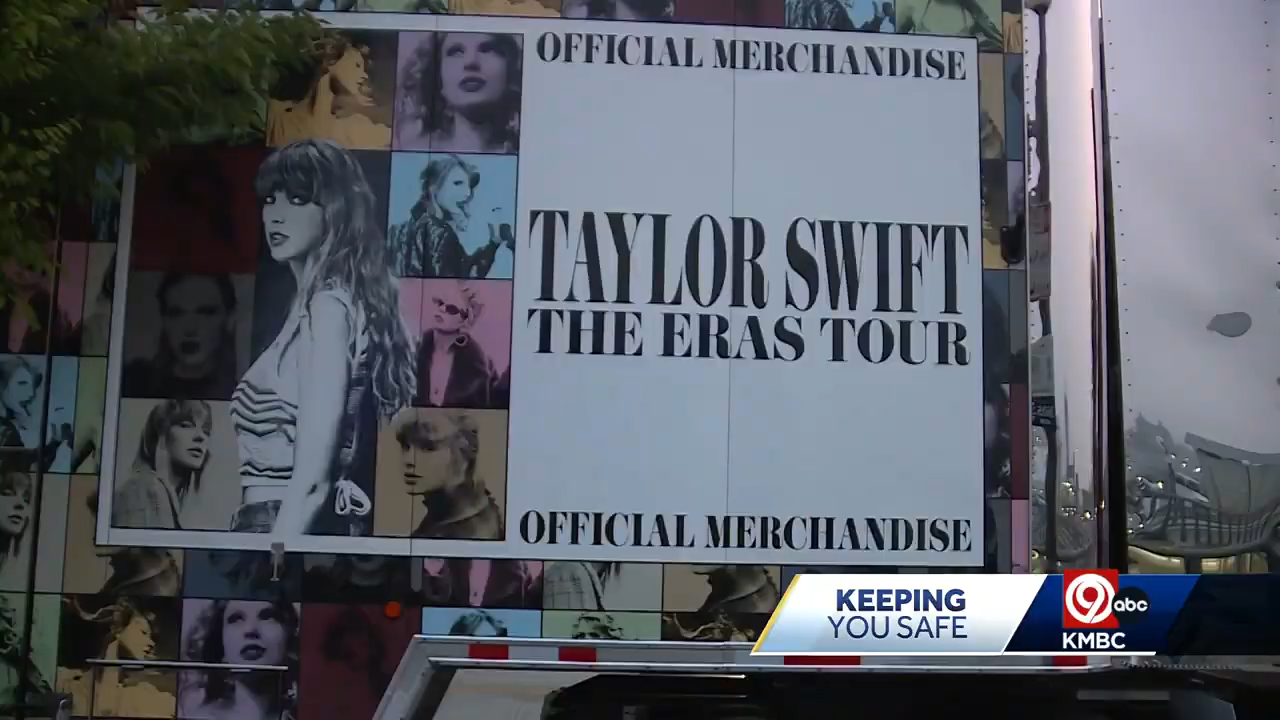 OFFICIAL MERCHANDISE
TAYLOR SWIFT
THE ERAS TOUR
OFFICIAL MERCHANDISE
KEEPING
YOU SAFE
9
abc
KMBC